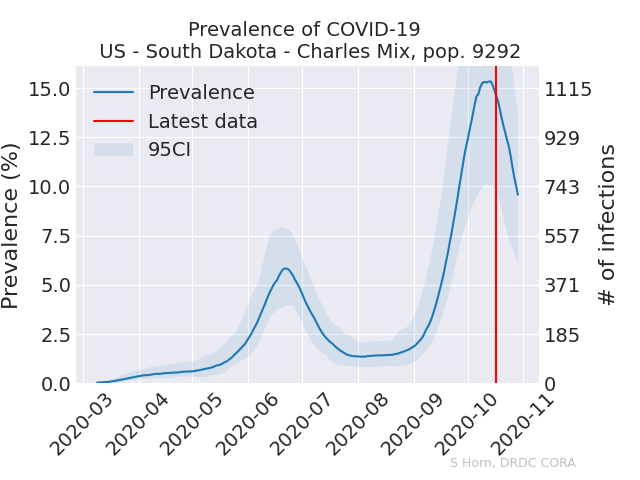 Prevalence of COVID-19
US - South Dakota - Charles Mix, pop. 9292
Prevalence
Latest data
95CI
Prevalence (%)
15.0
12.5
10.0
7.5
5.0
2.5
0.0
1115
929
743
557
371
185
0
# of infections
2020-03
2020-04
2020-05
2020-06
2020-07
2020-08
2020-09
2020-10
2020-11
S Horn, DRDC CORA